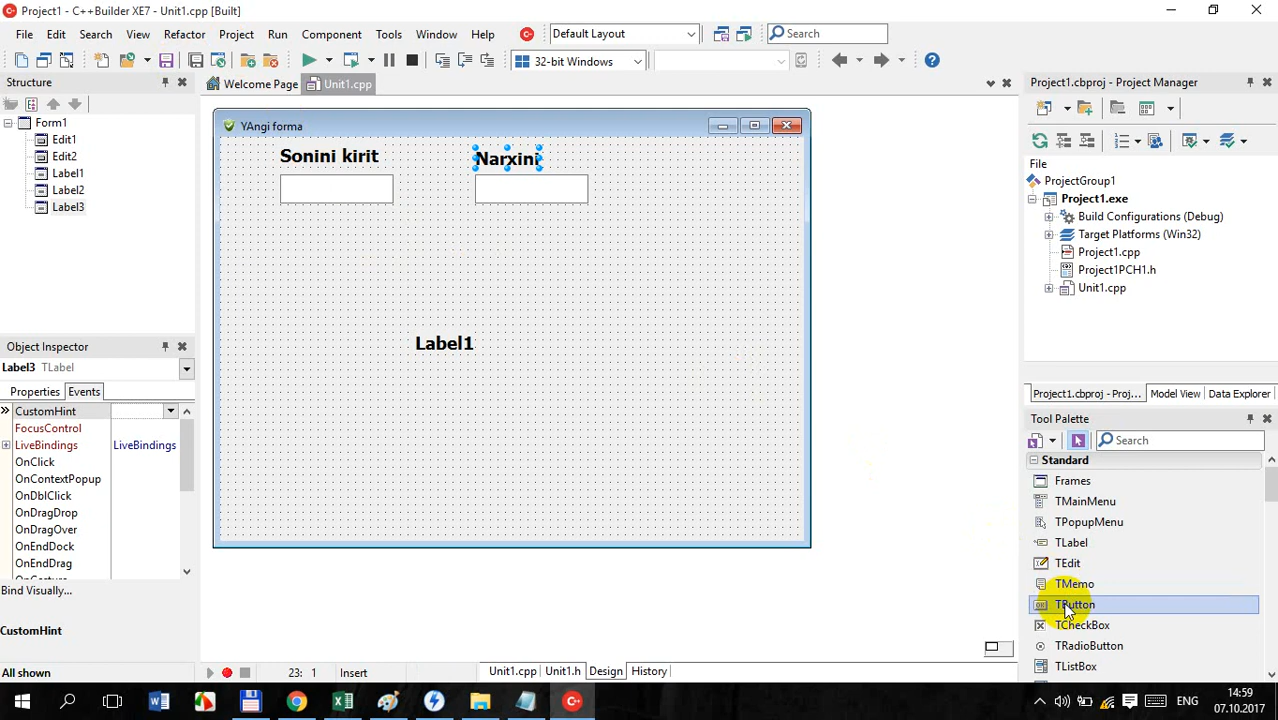 Project1 - C++Builder XE7 - Unit1.cpp [Built]
File Edit Search View Refactor Project Run Component Tools Window Help
Default Layout
Search
32-bit Windows
Structure
Form1
Edit1
Edit2
Label1
Label2
Label3
Object Inspector
Label3 TLabel
Properties Events
CustomHint
FocusControl
LiveBindings LiveBindings
OnClick
OnContextPopup
OnDblClick
OnDragDrop
OnDragOver
OnEndDock
OnEndDrag
Bind Visually...
CustomHint
All shown
Welcome Page Unit1.cpp
YAngi forma
Sonini kirit Narxini
Label1
23: 1 Insert
Unit1.cpp Unit1.h Design History
Project1.cbproj - Project Manager
File
ProjectGroup1
Project1.exe
Build Configurations (Debug)
Target Platforms (Win32)
Project1.cpp
Project1PCH1.h
Unit1.cpp
Project1.cbproj - Proj... Model View Data Explorer
Tool Palette
Search
Standard
Frames
TMainMenu
TPopupMenu
TLabel
TEdit
TMemo
TButton
TCheckBox
TRadioButton
TListBox
ENG
14:59
07.10.2017